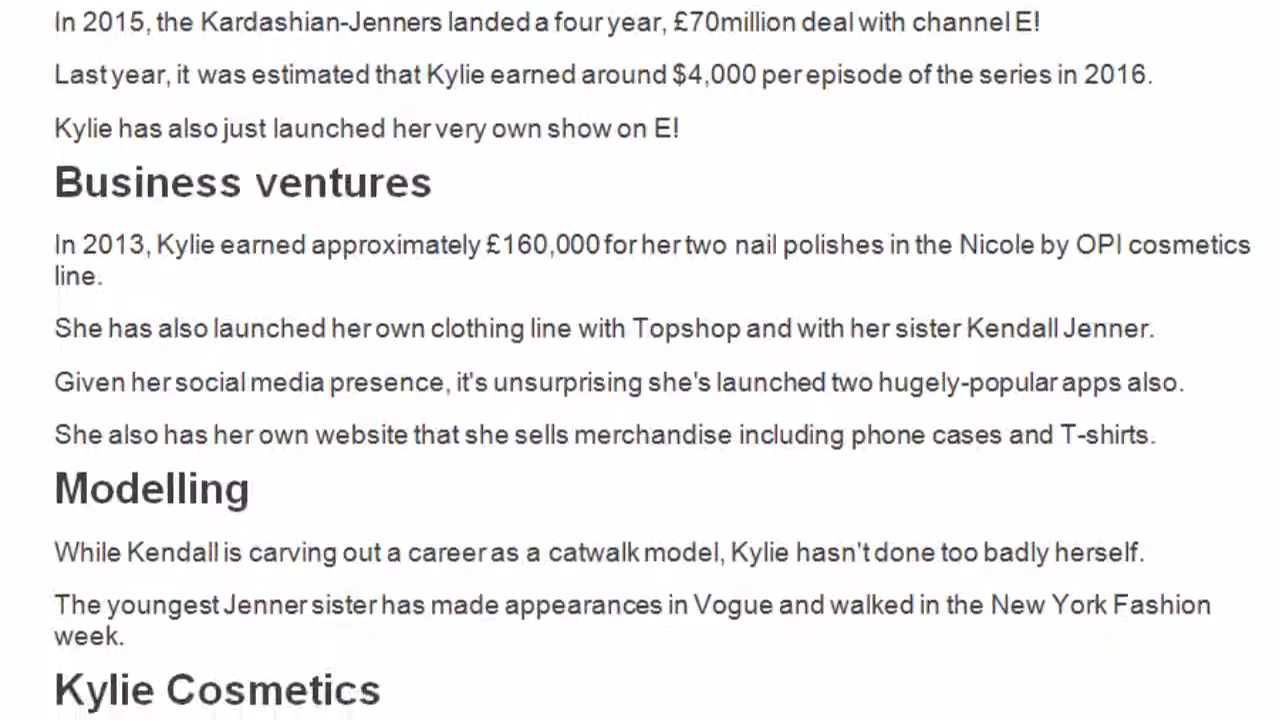 In 2015, the Kardashian-Jenners landed a four year, £70million deal with channel E!
Last year, it was estimated that Kylie earned around $4,000 per episode of the series in 2016.
Kylie has also just launched her very own show on E!
Business ventures
In 2013, Kylie earned approximately £160,000 for her two nail polishes in the Nicole by OPI cosmetics
line.
She has also launched her own clothing line with Topshop and with her sister Kendall Jenner.
Given her social media presence, it's unsurprising she's launched two hugely-popular apps also.
She also has her own website that she sells merchandise including phone cases and T-shirts.
Modelling
While Kendall is carving out a career as a catwalk model, Kylie hasn't done too badly herself.
The youngest Jenner sister has made appearances in Vogue and walked in the New York Fashion
week.
Kylie Cosmetics